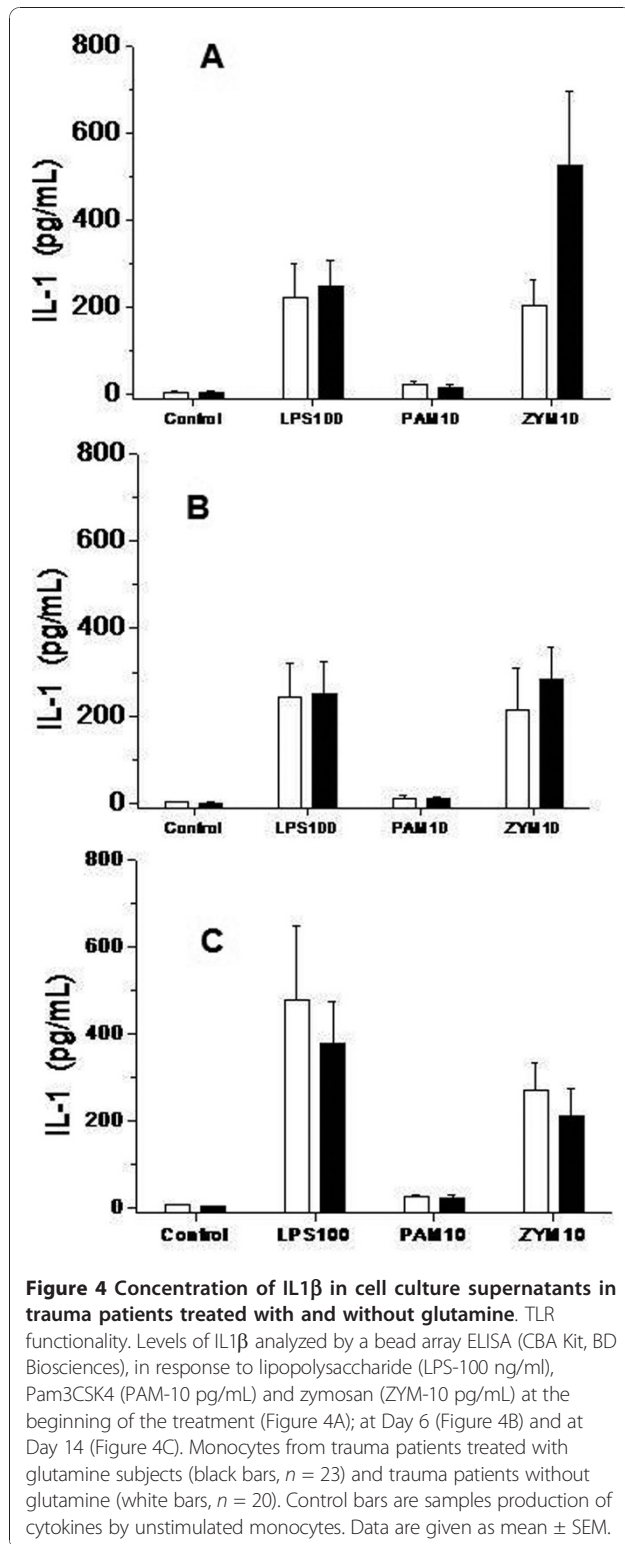 800
A
600
400
200
0
IL-1 (pg/mL)
Control LPS100 PAM10 ZYM10
800
B
600
400
200
0
IL-1 (pg/mL)
Control LPS100 PAM10 ZYM10
800
C
600
400
200
0
IL-1 (pg/mL)
Control LPS100 PAM10 ZYM10
Figure 4 Concentration of IL1β in cell culture supernatants in
trauma patients treated with and without glutamine. TLR
functionality. Levels of IL1β analyzed by a bead array ELISA (CBA Kit, BD
Biosciences), in response to lipopolysaccharide (LPS-100 ng/ml),
Pam3CSK4 (PAM-10 pg/mL) and zymosan (ZYM-10 pg/mL) at the
beginning of the treatment (Figure 4A); at Day 6 (Figure 4B) and at
Day 14 (Figure 4C). Monocytes from trauma patients treated with
glutamine subjects (black bars, n = 23) and trauma patients without
glutamine (white bars, n = 20). Control bars are samples production of
cytokines by unstimulated monocytes. Data are given as mean ± SEM.